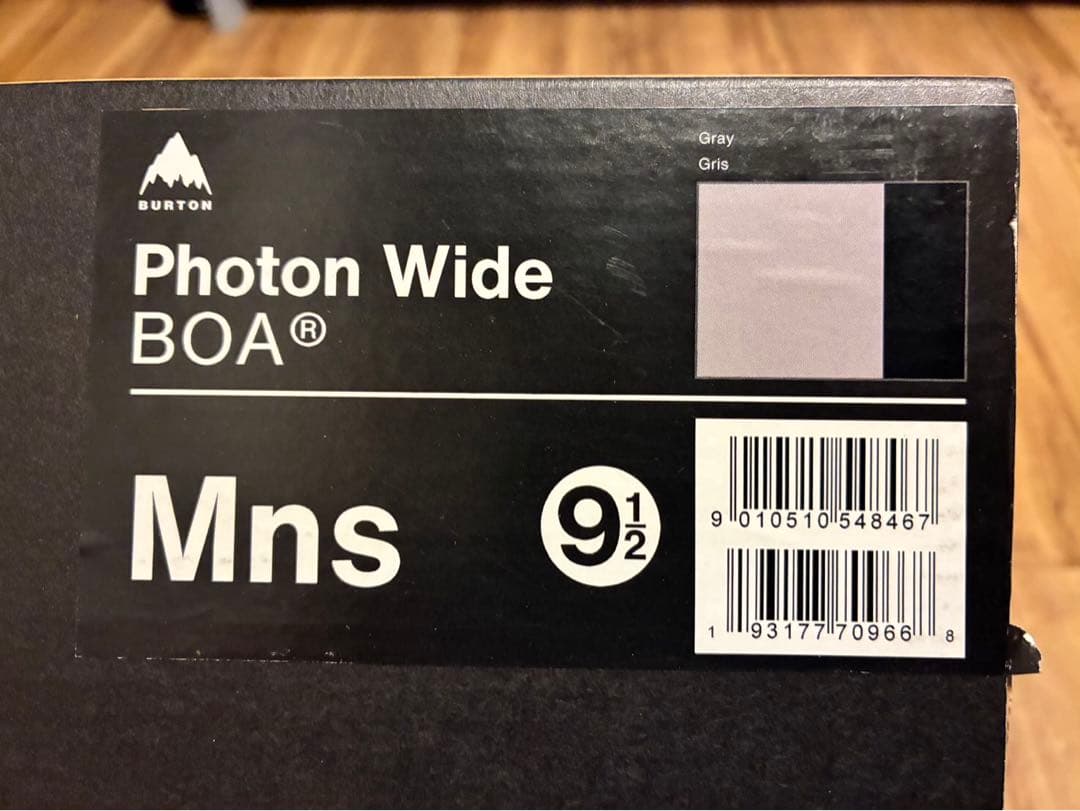 BURTON
Photon Wide
BOA®
Gray
Gris
Mns
9½
9 010510 548467
1 93177 70966 8